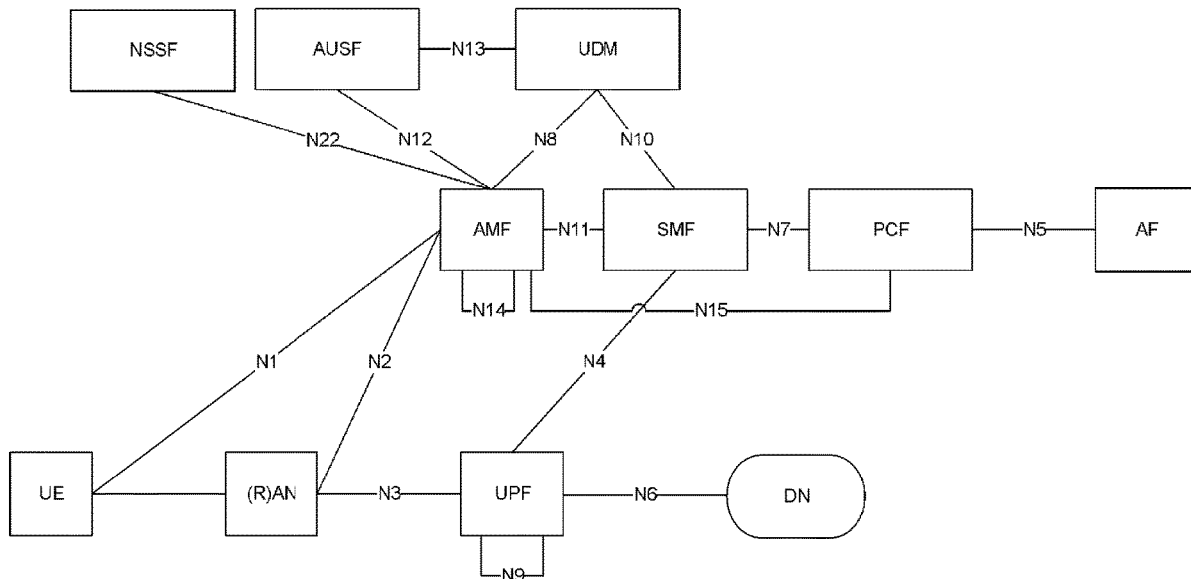 NSSF
AUSF
N13
UDM
N22
N12
N8
N10
AMF
N11
SMF
N7
PCF
N5
AF
N14
N15
N1
N2
N4
UE
(R)AN
N3
UPF
N6
DN
N9